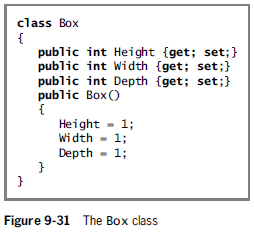 class Box
{
public int Height {get; set;}
public int Width {get; set;}
public int Depth {get; set;}
public Box()
{
Height = 1;
Width = 1;
Depth = 1;
}
}
Figure 9-31 The Box class